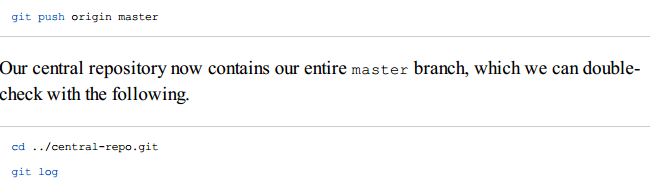 git push origin master
Our central repository now contains our entire master branch, which we can double-
check with the following.
cd ../central-repo.git
git log